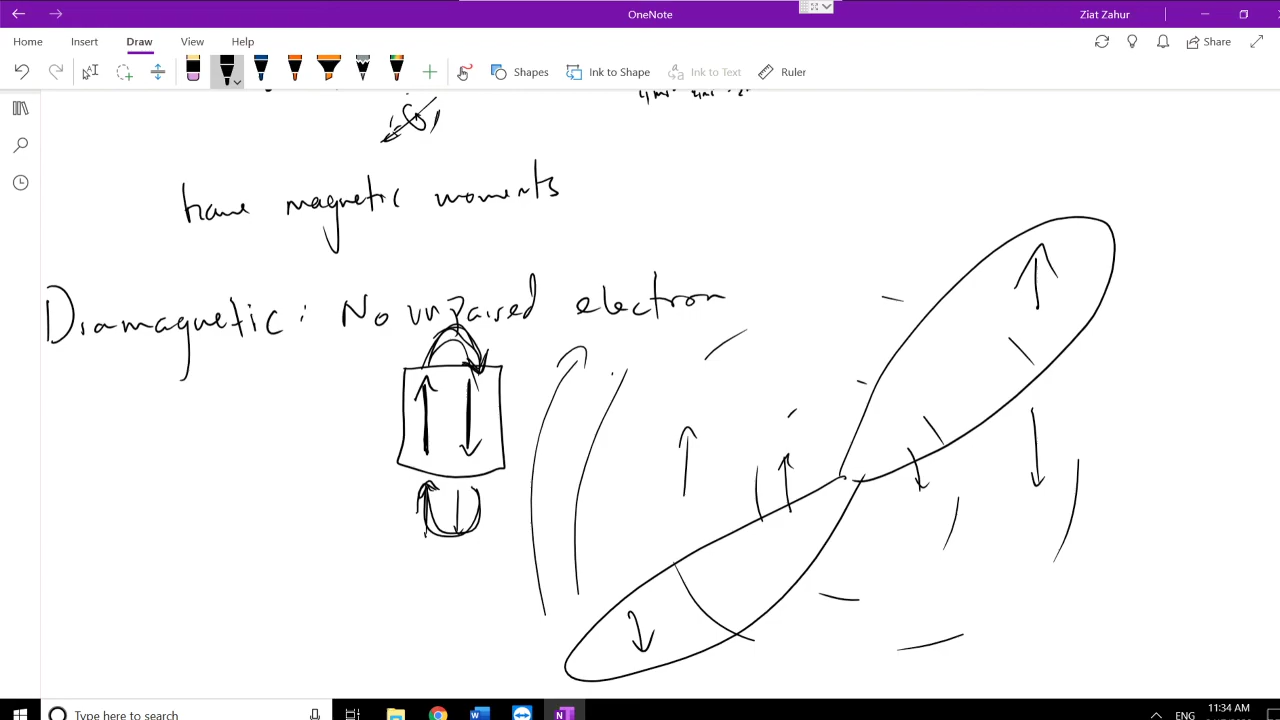 OneNote
Ziat Zahur
Home Insert Draw View Help
Share
Shapes Ink to Shape Ink to Text Ruler
have magnetic moments
Diamagnetic: No unpaired electron
Type here to search
ENG
11:34 AM